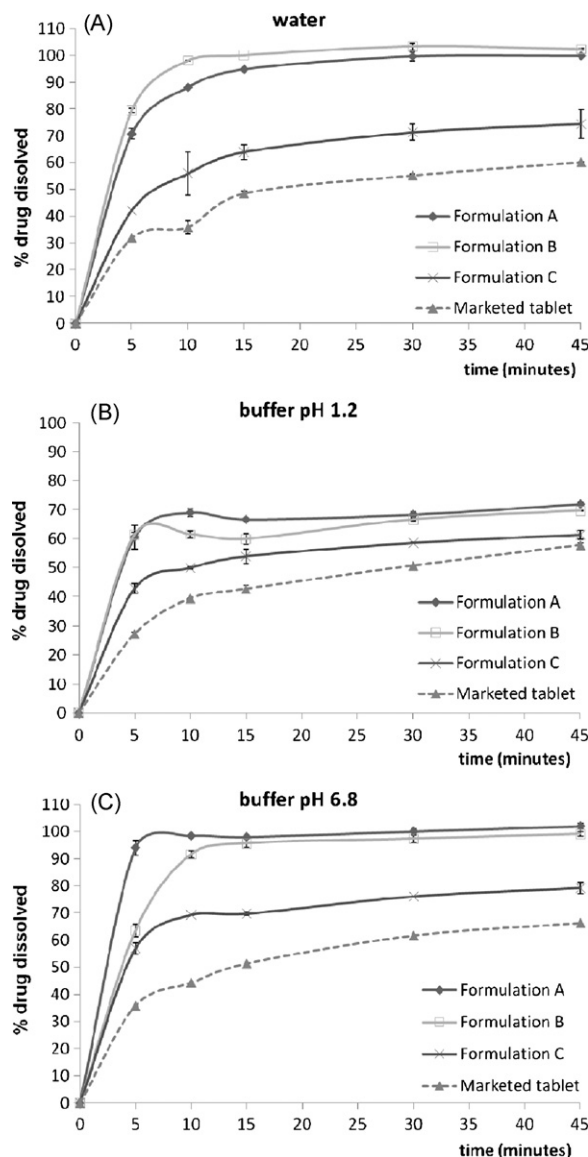 (A) water
110
100
90
80
70
60
50
40
30
20
10
0
% drug disolved
Formulation A
Formulation B
Formulation C
Marketed tablet
0 5 10 15 20 25 30 35 40 45
time (minutes)
(B) buffer pH 1.2
100
90
80
70
60
50
40
30
20
10
0
% drug dissolved
Formulation A
Formulation B
Formulation C
Marketed tablet
0 5 10 15 20 25 30 35 40 45
time (minutes)
(C) buffer pH 6.8
110
100
90
80
70
60
50
40
30
20
10
0
% drug dissolved
Formulation A
Formulation B
Formulation C
Marketed tablet
0 5 10 15 20 25 30 35 40 45
time (minutes)